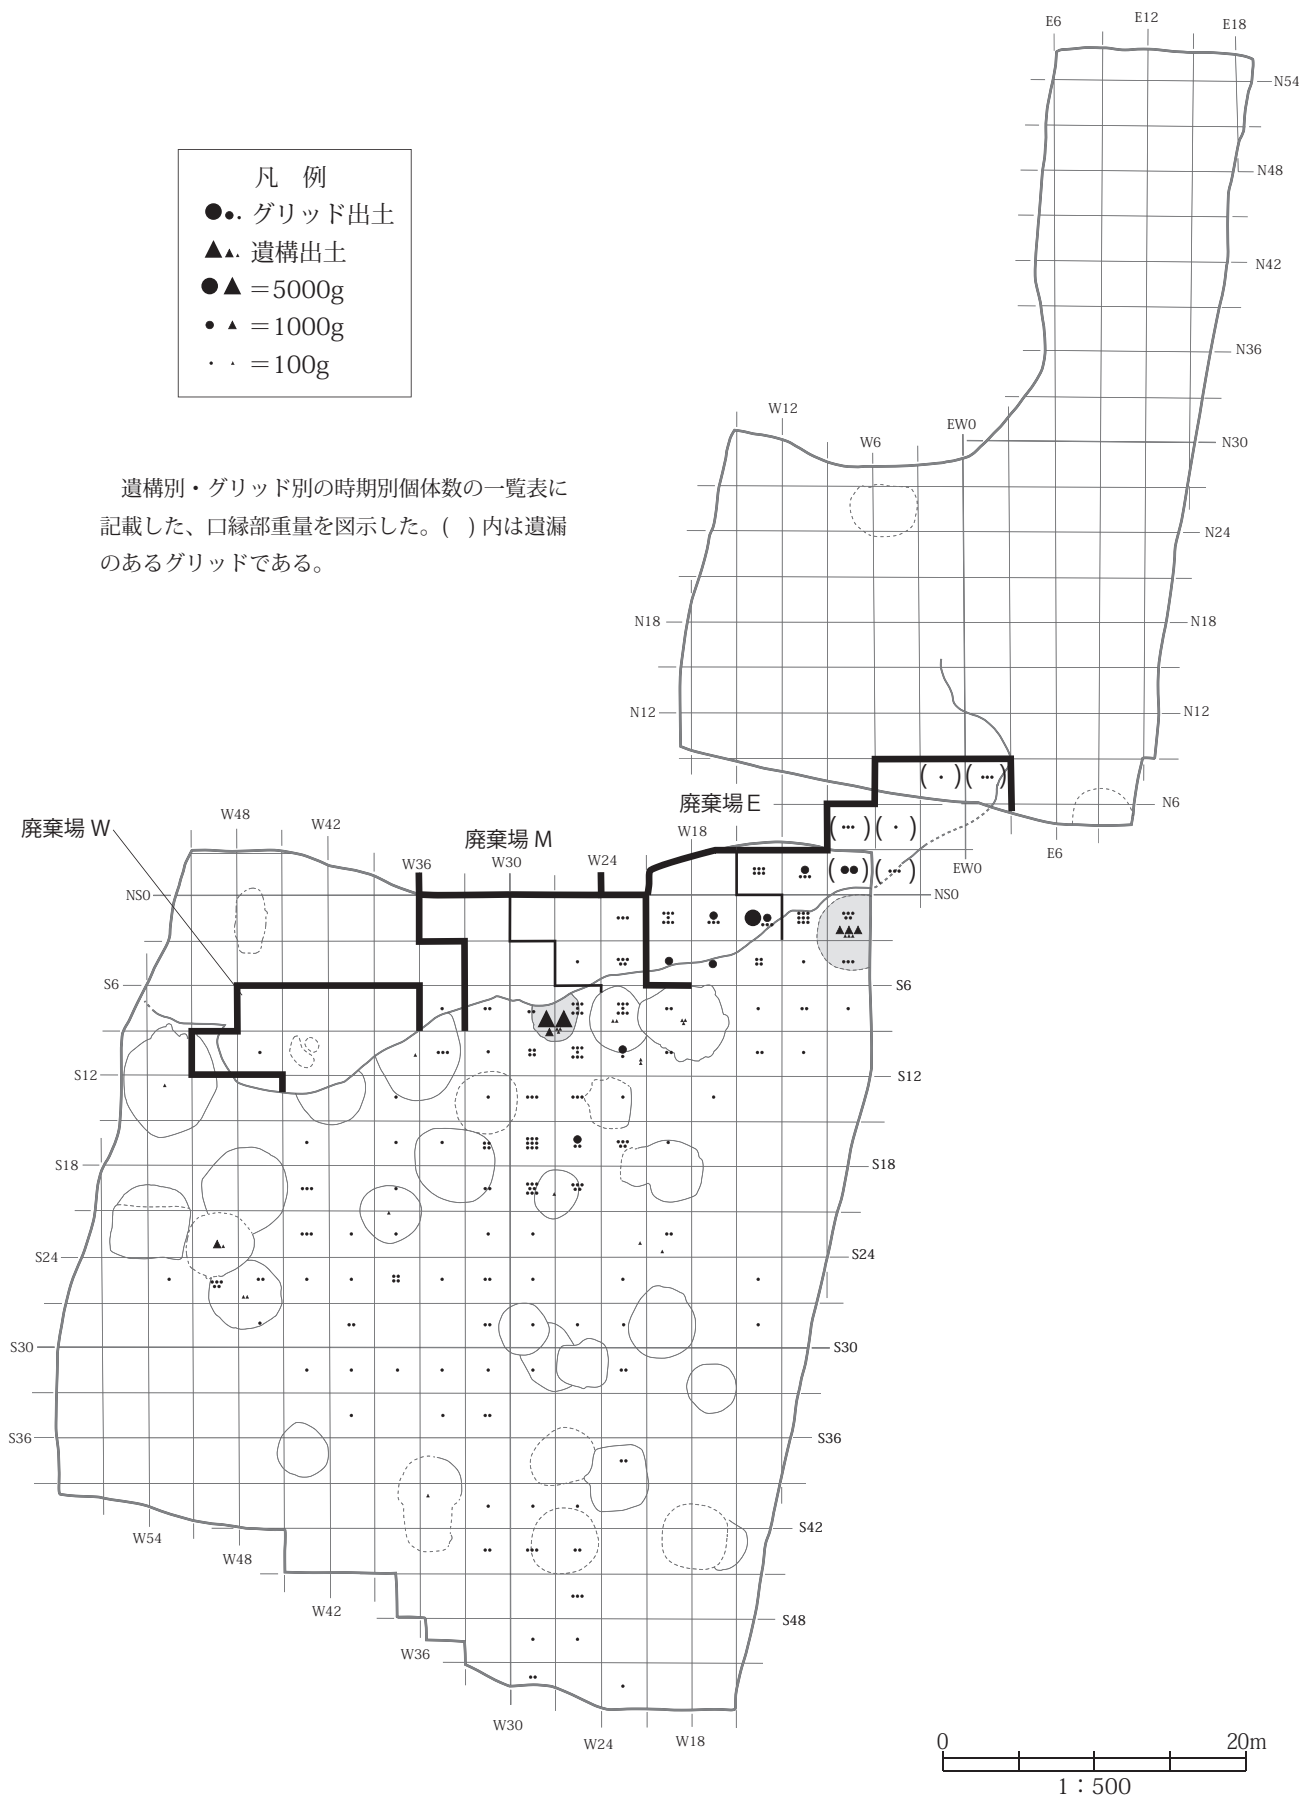 E6
E12
E18
N54
N48
N42
N36
N30
N24
N18
N12
N6
凡 例
グリッド出土
遺構出土
=5000g
=1000g
=100g
遺構別・グリッド別の時期別個体数の一覧表に
記載した、口縁部重量を図示した。( )内は遺漏
のあるグリッドである。
W12
W6
EW0
N18
N12
( ) ( )
( ) ( )
( ) ( )
廃棄場E
W18
EW0
E6
廃棄場W
W48
W42
廃棄場M
W36
W30
W24
NS0
NS0
S6
S6
S12
S12
S18
S18
S24
S24
S30
S30
S36
S36
S42
S48
W54
W48
W42
W36
W30
W24
W18
0
20m
1:500